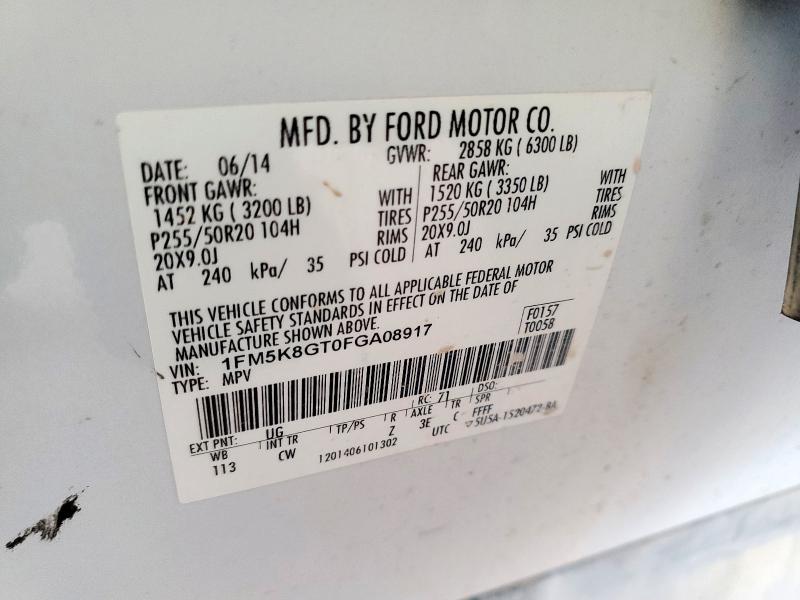 MFD. BY FORD MOTOR CO.
DATE: 06/14 GVWR: 2858 KG ( 6300 LB)
FRONT GAWR: REAR GAWR:
1452 KG ( 3200 LB) WITH 1520 KG ( 3350 LB) WITH
P255/50R20 104H TIRES P255/50R20 104H TIRES
20X9.0J RIMS 20X9.0J RIMS
AT 240 kPa/ 35 PSI COLD AT 240 kPa/ 35 PSI COLD
THIS VEHICLE CONFORMS TO ALL APPLICABLE FEDERAL MOTOR
VEHICLE SAFETY STANDARDS IN EFFECT ON THE DATE OF
MANUFACTURE SHOWN ABOVE.
F0157
T0058
VIN: 1FM5K8GT0FGA08917
TYPE: MPV
RC: 71 DSO:
EXT PNT: UG
WB INT TR TP/PS R AXLE TR SPR
113 CW Z 3E C FFFF
1201406101302 UTC ▽5U5A-1520472-BA